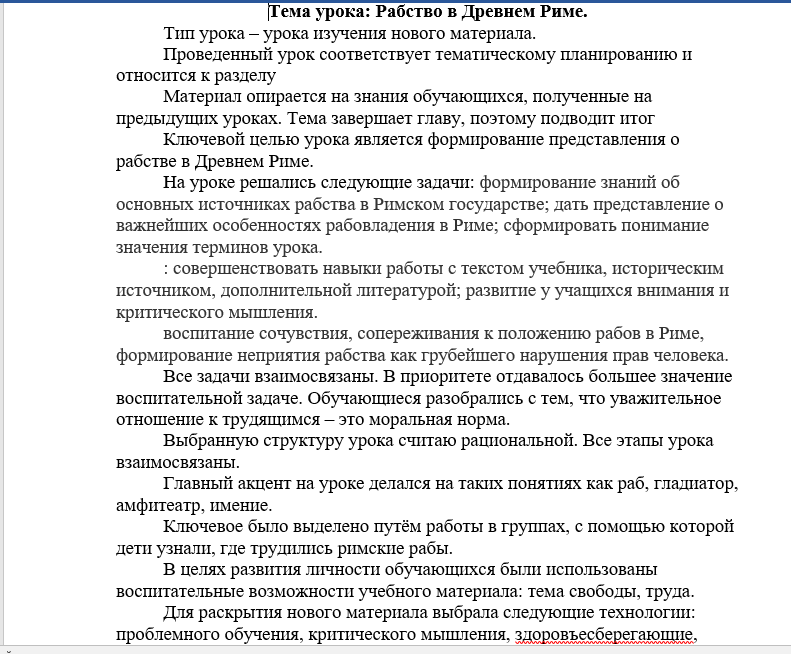 Тема урока: Рабство в Древнем Риме.
Тип урока – урока изучения нового материала.
Проведенный урок соответствует тематическому планированию и
относится к разделу
Материал опирается на знания обучающихся, полученные на
предыдущих уроках. Тема завершает главу, поэтому подводит итог
Ключевой целью урока является формирование представления о
рабстве в Древнем Риме.
На уроке решались следующие задачи: формирование знаний об
основных источниках рабства в Римском государстве; дать представление о
важнейших особенностях рабовладения в Риме; сформировать понимание
значения терминов урока.
: совершенствовать навыки работы с текстом учебника, историческим
источником, дополнительной литературой; развитие у учащихся внимания и
критического мышления.
воспитание сочувствия, сопереживания к положению рабов в Риме,
формирование неприятия рабства как грубейшего нарушения прав человека.
Все задачи взаимосвязаны. В приоритете отдавалось большее значение
воспитательной задаче. Обучающиеся разобрались с тем, что уважительное
отношение к трудящимся – это моральная норма.
Выбранную структуру урока считаю рациональной. Все этапы урока
взаимосвязаны.
Главный акцент на уроке делался на таких понятиях как раб, гладиатор,
амфитеатр, имение.
Ключевое было выделено путём работы в группах, с помощью которой
дети узнали, где трудились римские рабы.
В целях развития личности обучающихся были использованы
воспитательные возможности учебного материала: тема свободы, труда.
Для раскрытия нового материала выбрала следующие технологии:
проблемного обучения, критического мышления, здоровъесберегающие,